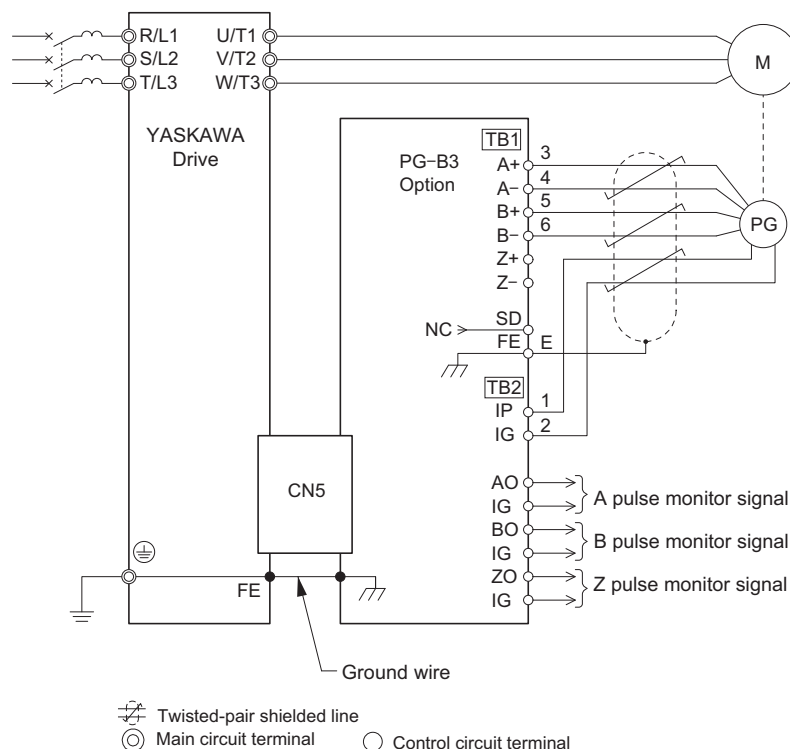 R/L1 U/T1
S/L2 V/T2
T/L3 W/T3
M
YASKAWA
Drive
PG-B3
Option
TB1
A+ 3
A− 4
B+ 5
B− 6
Z+
Z−
PG
NC SD
FE E
TB2
IP 1
IG 2
CN5
AO
IG
A pulse monitor signal
BO
IG
B pulse monitor signal
ZO
IG
Z pulse monitor signal
FE
Ground wire
Twisted-pair shielded line
Main circuit terminal
Control circuit terminal